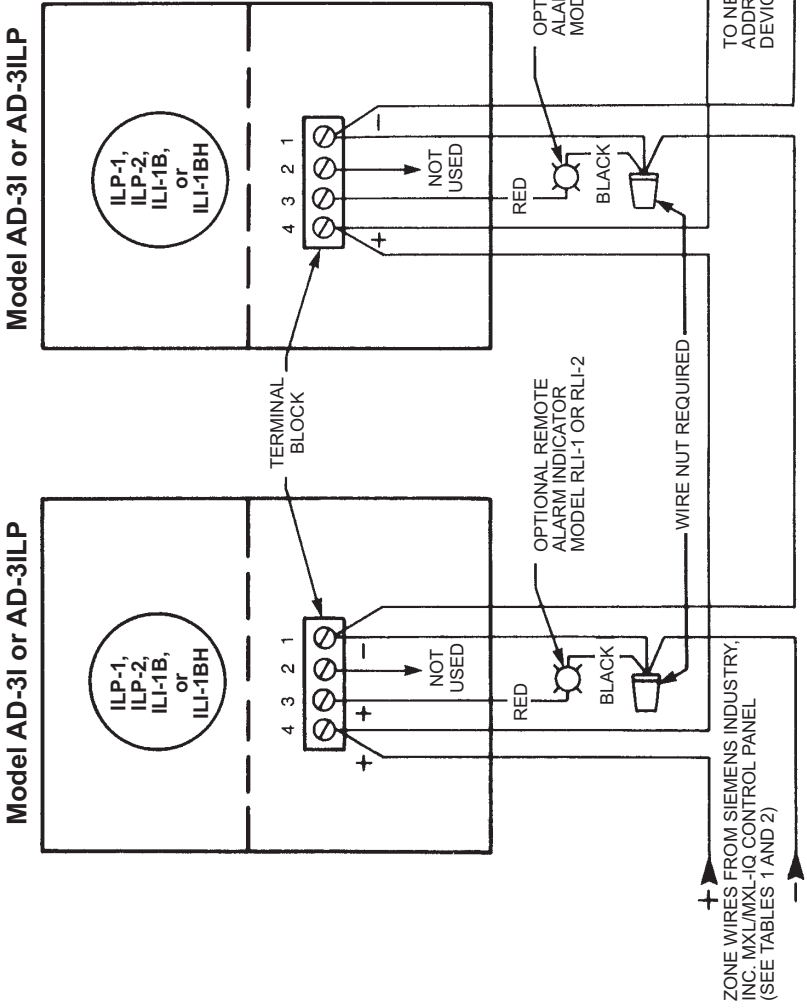 Model AD-3I or AD-3ILP
ILP-1,
ILP-2,
ILI-1B,
or
ILI-1BH
4 3 2 1
+ + –
NOT
USED
RED
BLACK
OPTIONAL REMOTE
ALARM INDICATOR
MODEL RLI-1 OR RLI-2
TERMINAL
BLOCK
WIRE NUT REQUIRED
+
ZONE WIRES FROM SIEMENS INDUSTRY,
INC. MXL/MXL-IQ CONTROL PANEL
(SEE TABLES 1 AND 2)
–
Model AD-3I or AD-3ILP
ILP-1,
ILP-2,
ILI-1B,
or
ILI-1BH
4 3 2 1
+ –
NOT
USED
RED
BLACK
OPT
ALA
MOD
TO NE
ADDR
DEVIC